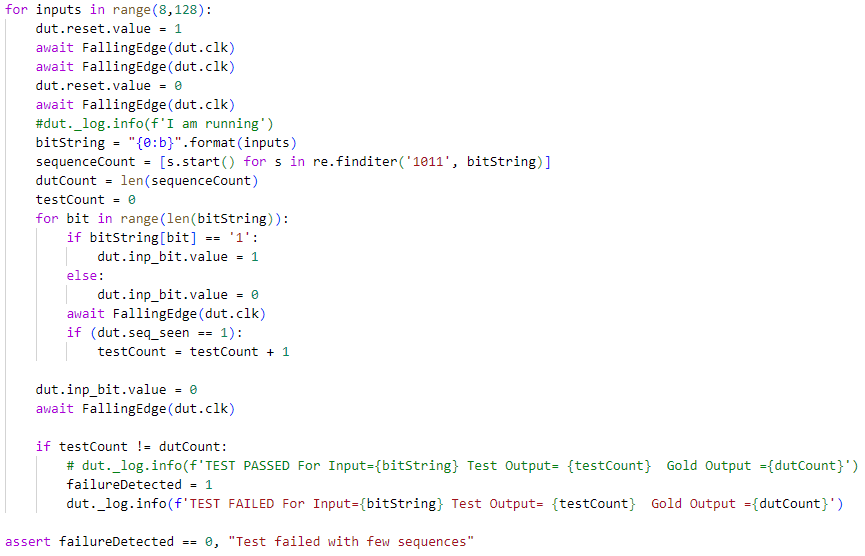 for inputs in range(8,128):
    dut.reset.value = 1
    await FallingEdge(dut.clk)
    await FallingEdge(dut.clk)
    dut.reset.value = 0
    await FallingEdge(dut.clk)
    #dut._log.info(f'I am running')
    bitString = "{0:b}".format(inputs)
    sequenceCount = [s.start() for s in re.finditer('1011', bitString)]
    dutCount = len(sequenceCount)
    testCount = 0
    for bit in range(len(bitString)):
        if bitString[bit] == '1':
            dut.inp_bit.value = 1
        else:
            dut.inp_bit.value = 0
        await FallingEdge(dut.clk)
        if (dut.seq_seen == 1):
            testCount = testCount + 1
    dut.inp_bit.value = 0
    await FallingEdge(dut.clk)
    if testCount != dutCount:
        # dut._log.info(f'TEST PASSED For Input={bitString} Test Output= {testCount}  Gold Output ={dutCount}')
        failureDetected = 1
        dut._log.info(f'TEST FAILED For Input={bitString} Test Output= {testCount}  Gold Output ={dutCount}')
assert failureDetected == 0, "Test failed with few sequences"